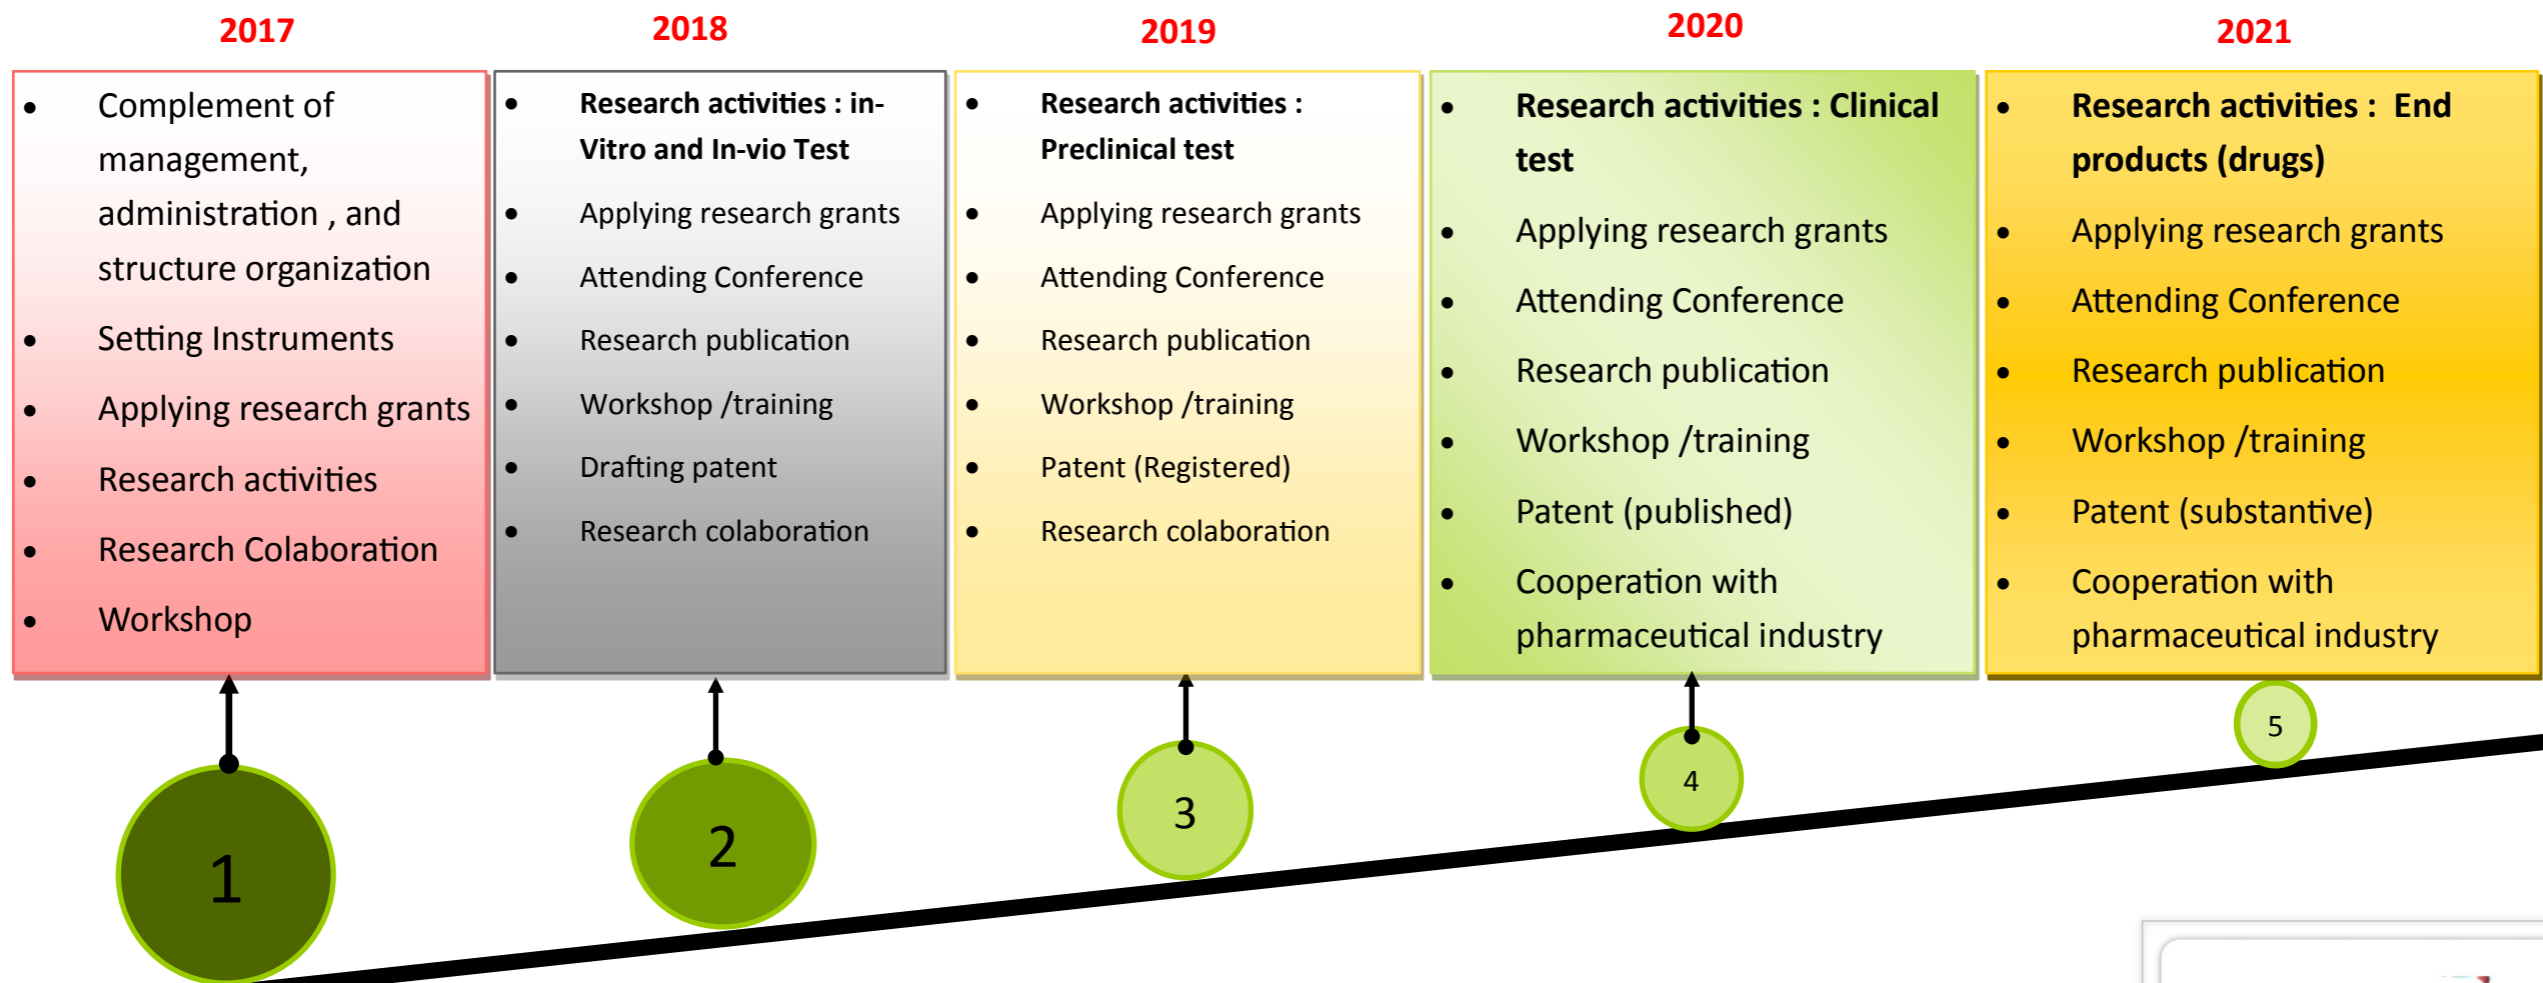 2017
• Complement of
management,
administration , and
structure organization
• Setting Instruments
• Applying research grants
• Research activities
• Research Colaboration
• Workshop
2018
• Research activities : in-
Vitro and In-vio Test
• Applying research grants
• Attending Conference
• Research publication
• Workshop /training
• Drafting patent
• Research colaboration
2019
• Research activities :
Preclinical test
• Applying research grants
• Attending Conference
• Research publication
• Workshop /training
• Patent (Registered)
• Research colaboration
2020
• Research activities : Clinical
test
• Applying research grants
• Attending Conference
• Research publication
• Workshop /training
• Patent (published)
• Cooperation with
pharmaceutical industry
2021
• Research activities :  End
products (drugs)
• Applying research grants
• Attending Conference
• Research publication
• Workshop /training
• Patent (substantive)
• Cooperation with
pharmaceutical industry
1
2
3
4
5